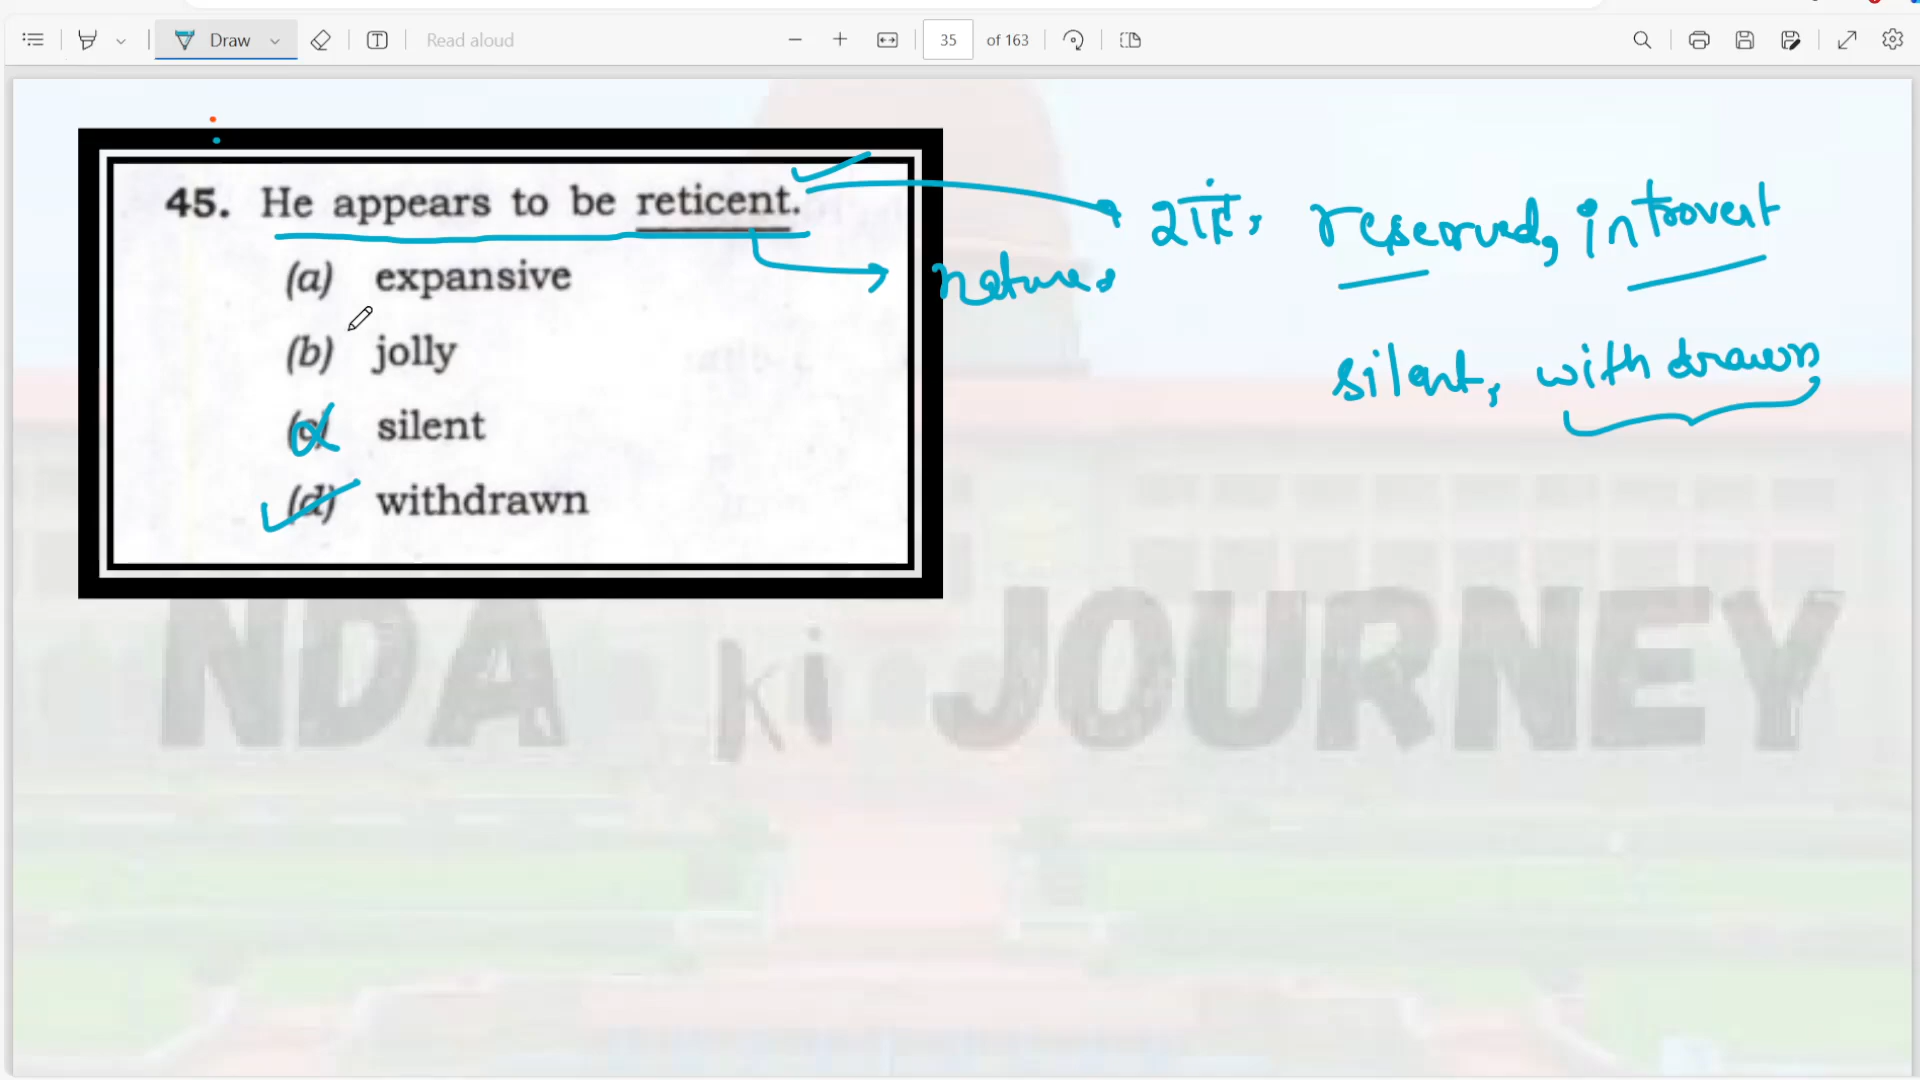 Draw
Read aloud
35 of 163
45. He appears to be reticent.
(a) expansive
(b) jolly
(c) silent
(d) withdrawn
शांत, reserved, introvert
nature
silent, withdrawn
NDA ki JOURNEY